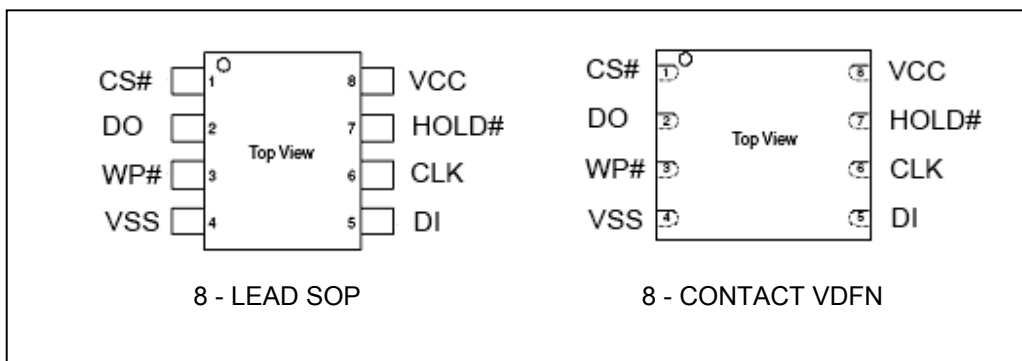 CS# 1 8 VCC
DO 2 7 HOLD#
Top View
WP# 3 6 CLK
VSS 4 5 DI
8 - LEAD SOP
CS# 1 8 VCC
DO 2 7 HOLD#
Top View
WP# 3 6 CLK
VSS 4 5 DI
8 - CONTACT VDFN